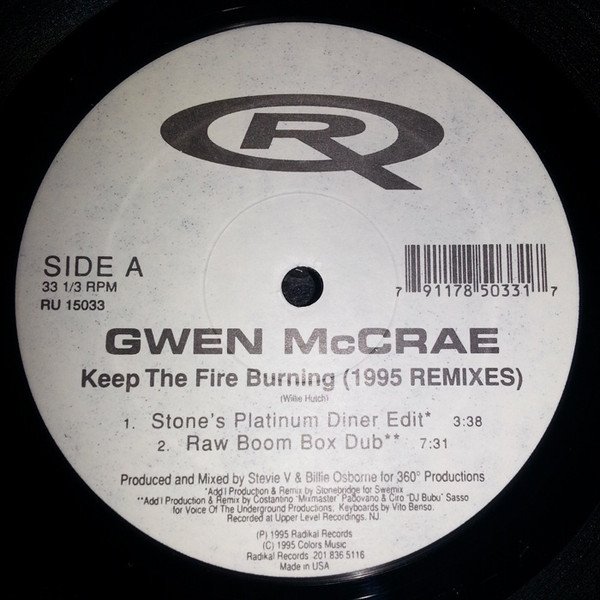 R
SIDE A
33 1/3 RPM
RU 15033
7 91178 50331 7
GWEN McCRAE
Keep The Fire Burning (1995 REMIXES)
(Willie Hutch)
1. Stone's Platinum Diner Edit* 3:38
2. Raw Boom Box Dub** 7:31
Produced and Mixed by Stevie V & Billie Osborne for 360° Productions
*Add'l Production & Remix by Stonebridge for Swemix
**Add'l Production & Remix by Costantino "Mixmaster" Padovano & Ciro "DJ Bubu" Sasso
for Voice Of The Underground Productions, Keyboards by Vito Benso.
Recorded at Upper Level Recordings, NJ
(P) 1995 Radikal Records
(C) 1995 Colors Music
Radikal Records 201 836 5116
Made in USA